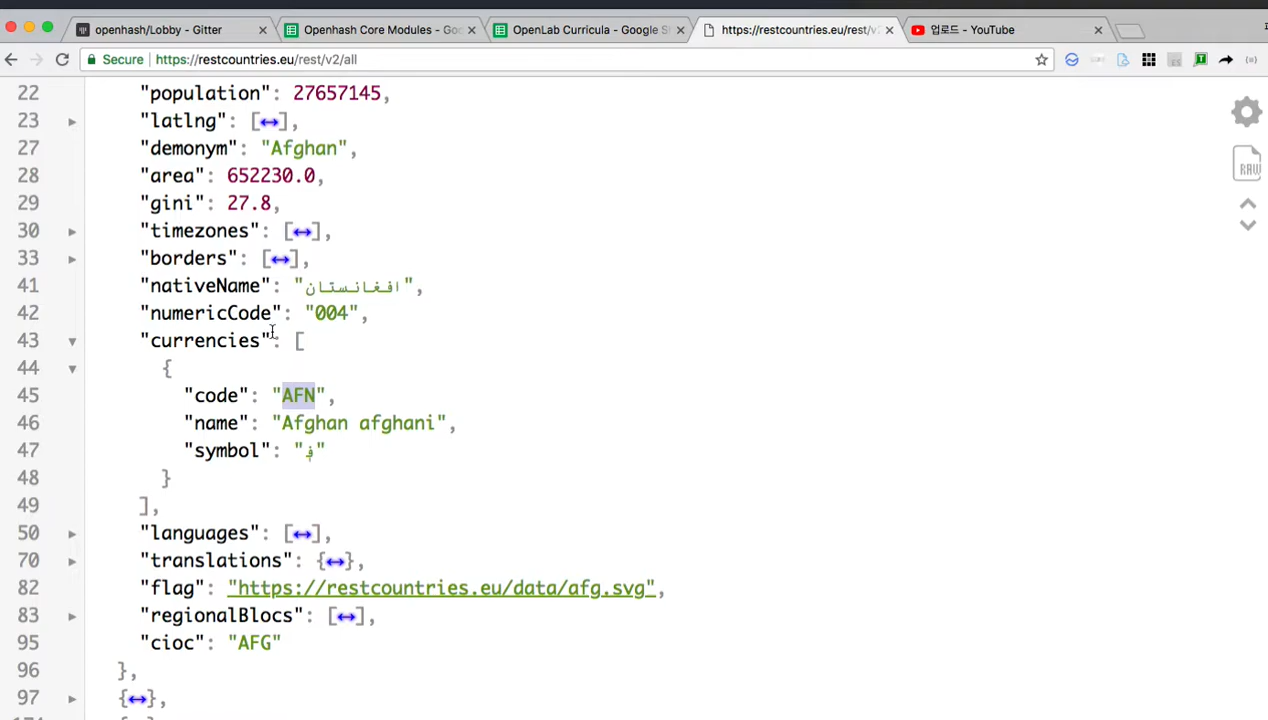 openhash/Lobby - Gitter
Openhash Core Modules - Goo
OpenLab Curricula - Google S
https://restcountries.eu/rest/v
업로드 - YouTube
Secure https://restcountries.eu/rest/v2/all
22 "population": 27657145,
23 "latlng": [↔],
27 "demonym": "Afghan",
28 "area": 652230.0,
29 "gini": 27.8,
30 "timezones": [↔],
33 "borders": [↔],
41 "nativeName": "افغانستان",
42 "numericCode": "004",
43 "currencies": [
44 {
45 "code": "AFN",
46 "name": "Afghan afghani",
47 "symbol": "؋"
48 }
49 ],
50 "languages": [↔],
70 "translations": {↔},
82 "flag": "https://restcountries.eu/data/afg.svg",
83 "regionalBlocs": [↔],
95 "cioc": "AFG"
96 },
97 {↔},
RAW